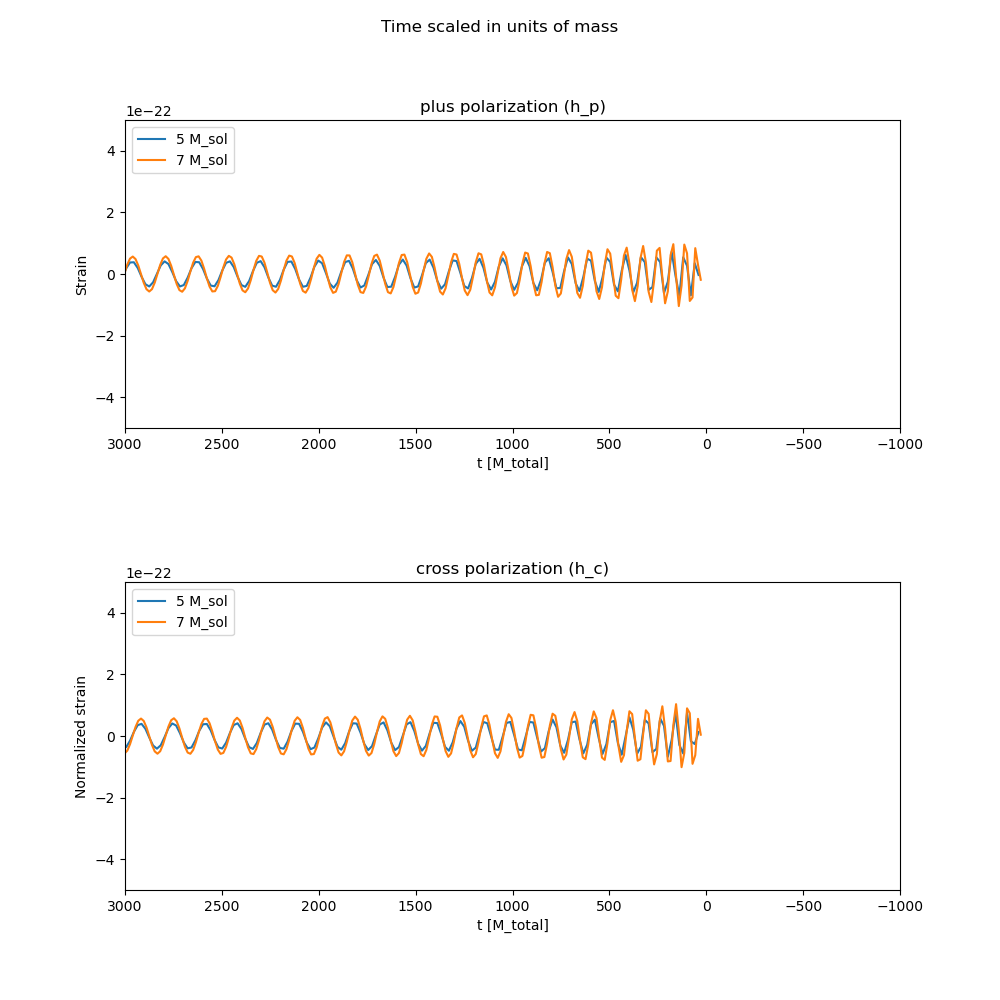 Time scaled in units of mass
plus polarization (h_p)
1e−22
5 M_sol
7 M_sol
4
2
0
−2
−4
Strain
3000 2500 2000 1500 1000 500 0 −500 −1000
t [M_total]
cross polarization (h_c)
1e−22
5 M_sol
7 M_sol
4
2
0
−2
−4
Normalized strain
3000 2500 2000 1500 1000 500 0 −500 −1000
t [M_total]